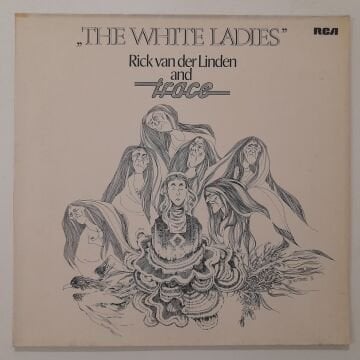 „THE WHITE LADIES”
RCA
Rick van der Linden
and
trace